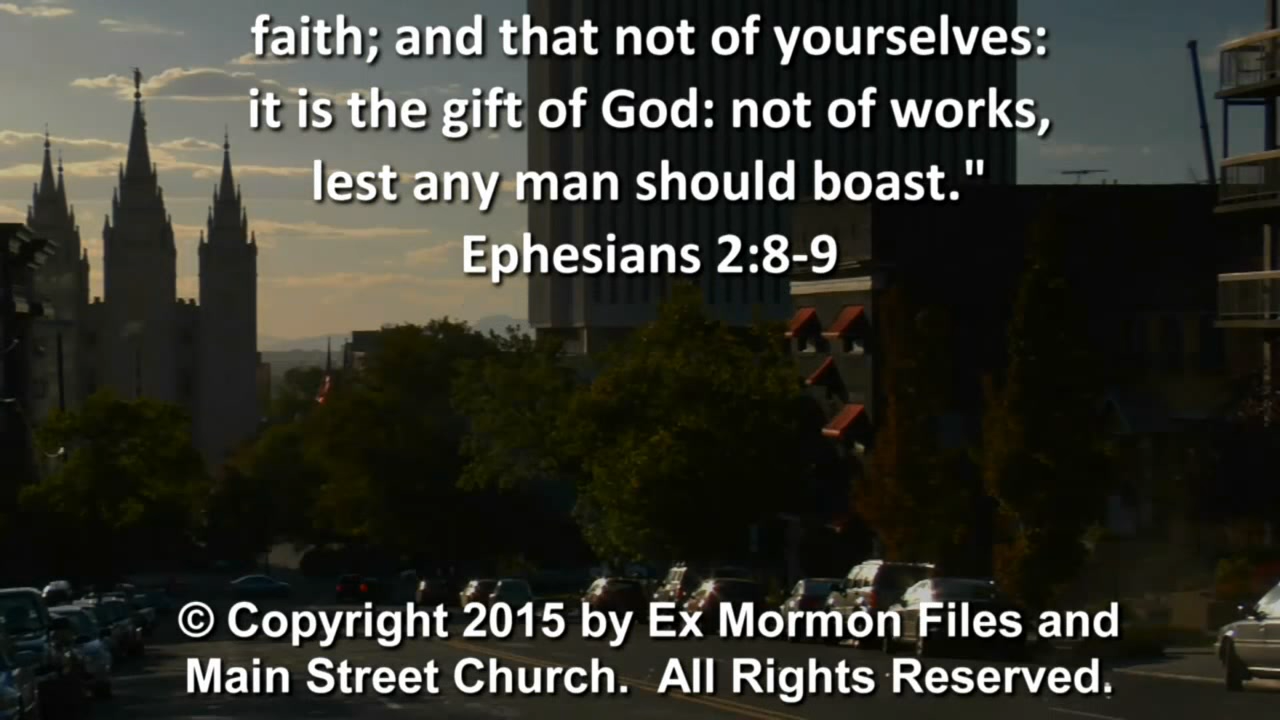 faith; and that not of yourselves:
it is the gift of God: not of works,
lest any man should boast."
Ephesians 2:8-9
© Copyright 2015 by Ex Mormon Files and
Main Street Church.  All Rights Reserved.